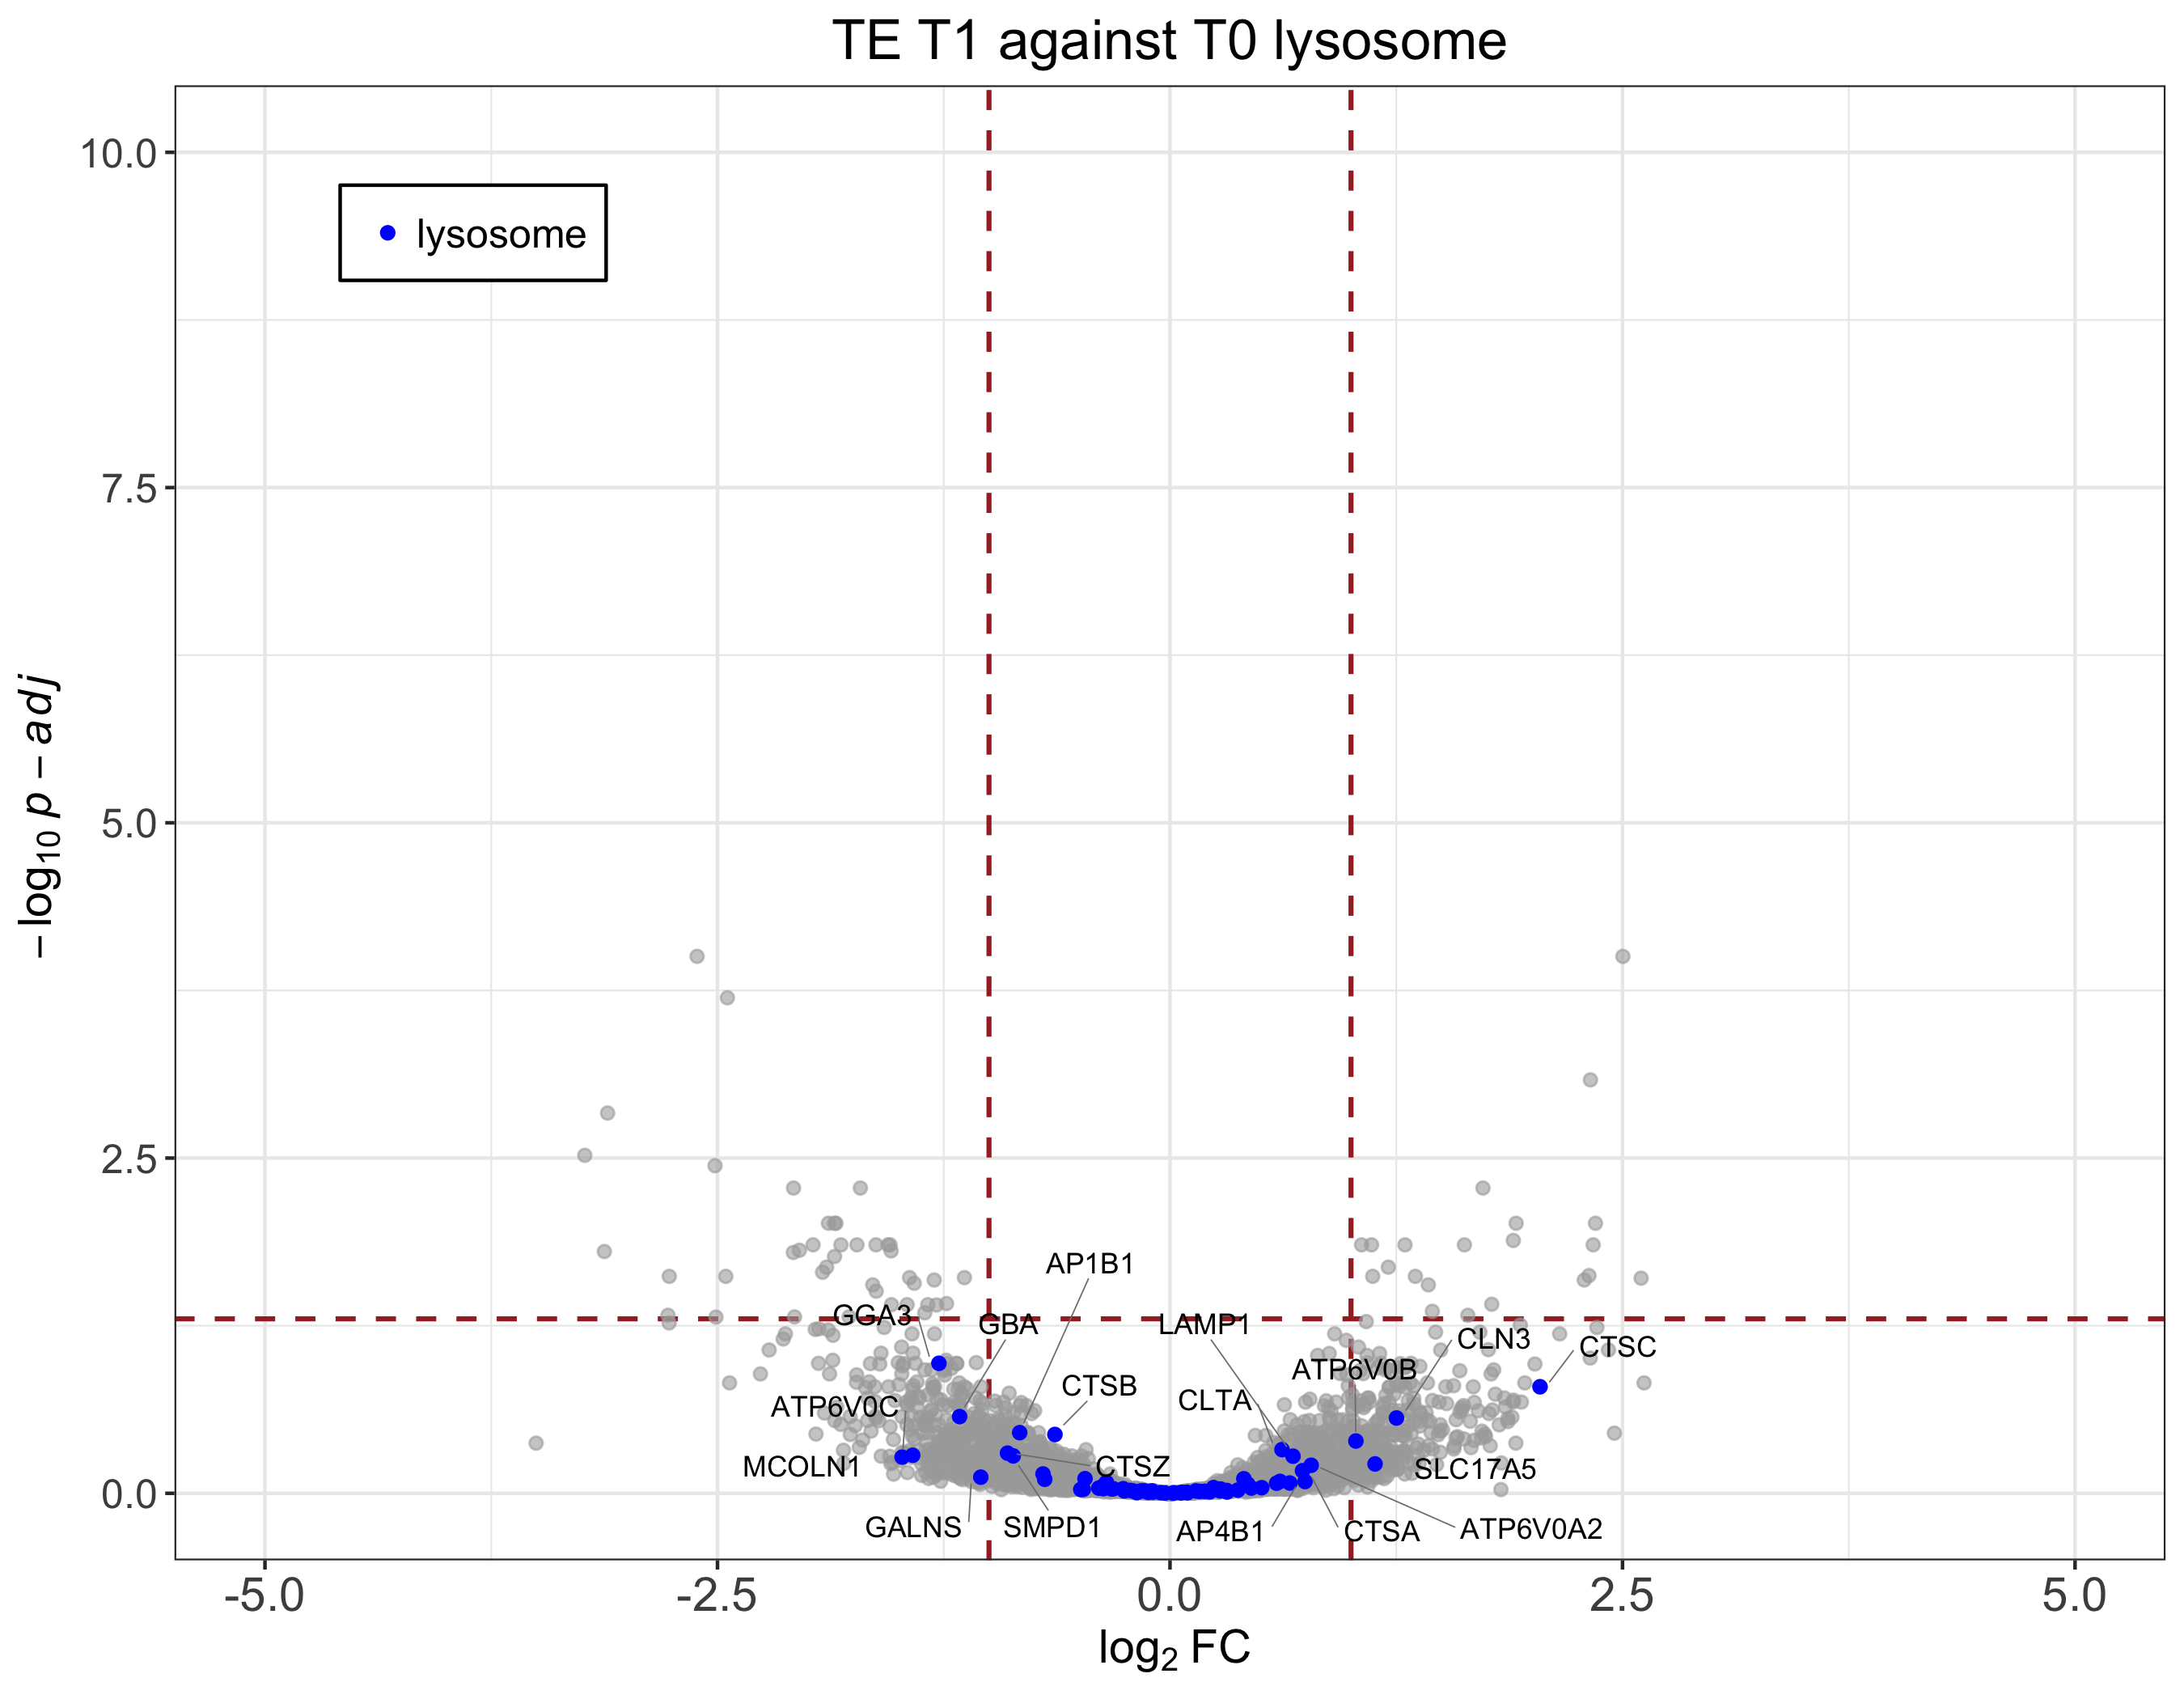 TE T1 against T0 lysosome
10.0
lysosome
7.5
5.0
2.5
0.0
−log10 p − adj
AP1B1
GGA3
GBA
LAMP1
CLN3
CTSC
ATP6V0B
CTSB
CLTA
ATP6V0C
MCOLN1
CTSZ
SLC17A5
GALNS
SMPD1
AP4B1
CTSA
ATP6V0A2
-5.0
-2.5
0.0
2.5
5.0
log2 FC